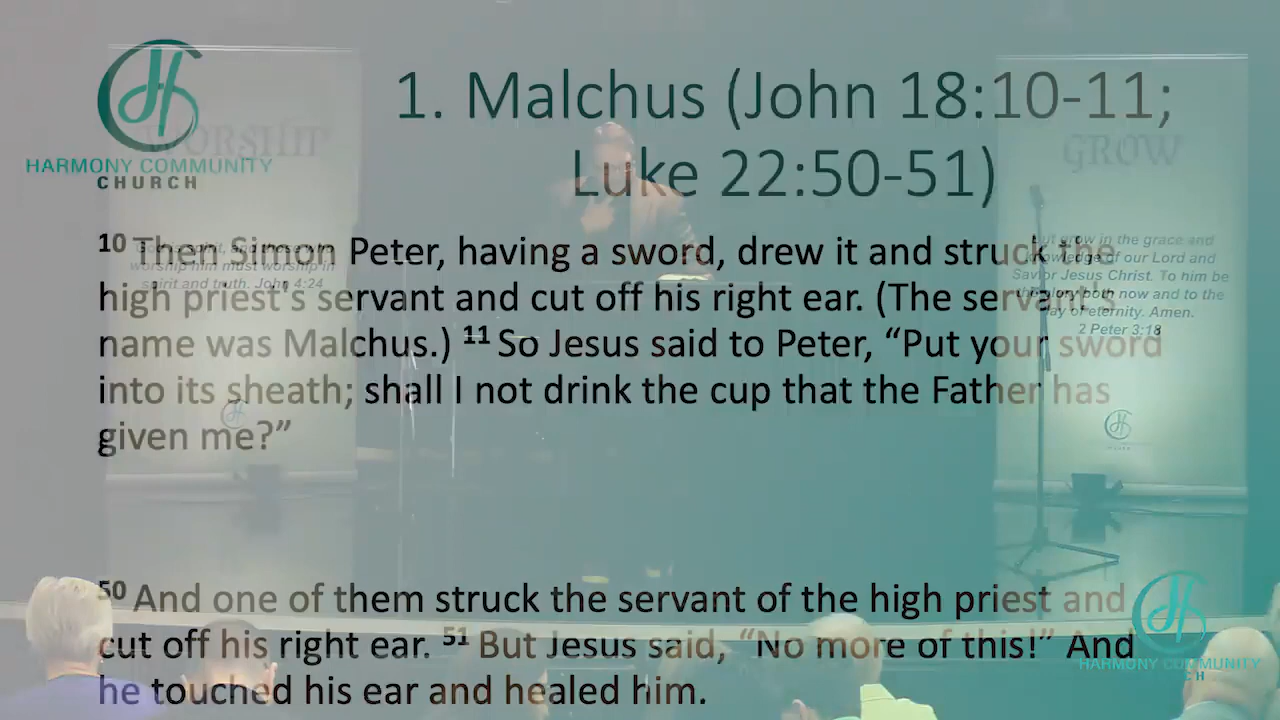 HARMONY COMMUNITY
CHURCH
1. Malchus (John 18:10-11;
Luke 22:50-51)
WORSHIP
GROW
10 Then Simon Peter, having a sword, drew it and struck the
high priest's servant and cut off his right ear. (The servant's
name was Malchus.) 11 So Jesus said to Peter, “Put your sword
into its sheath; shall I not drink the cup that the Father has
given me?”
worship him must worship in
spirit and truth. John 4:24
but grow in the grace and
knowledge of our Lord and
Savior Jesus Christ. To him be
the glory both now and to the
day of eternity. Amen.
2 Peter 3:18
50 And one of them struck the servant of the high priest and
cut off his right ear. 51 But Jesus said, “No more of this!” And
he touched his ear and healed him.
HARMONY COMMUNITY
CHURCH